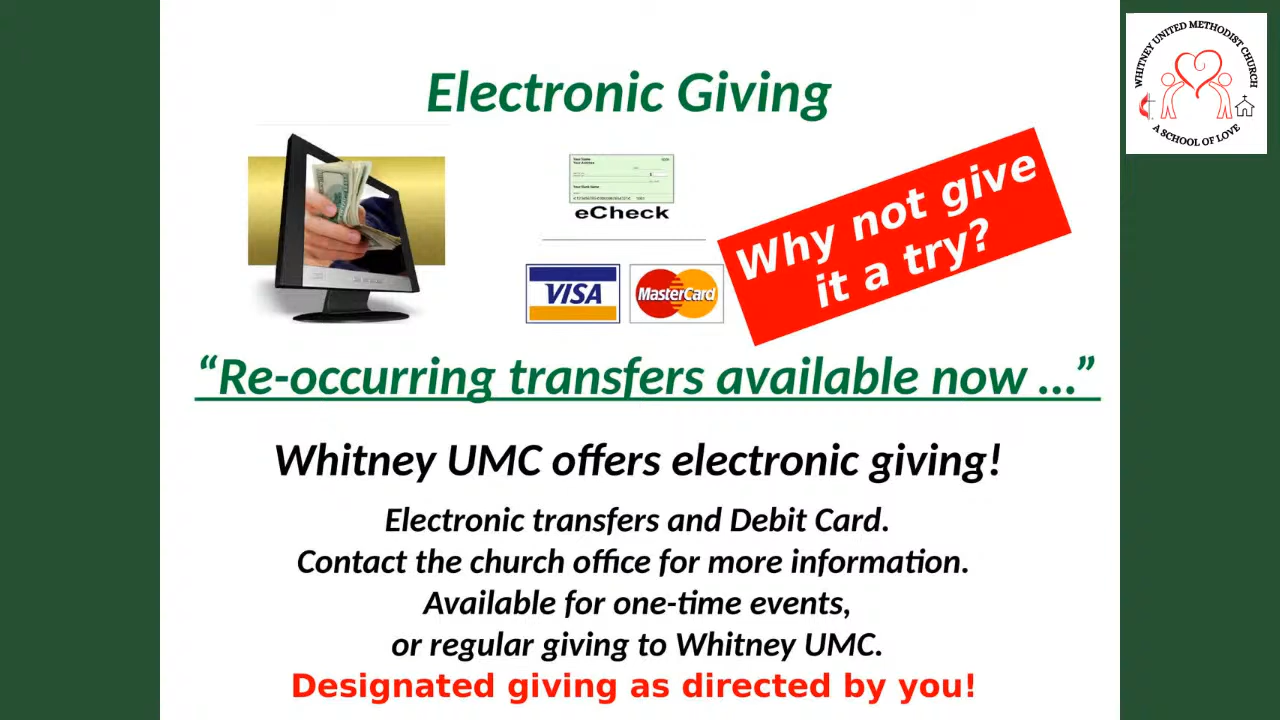 Electronic Giving
WHITNEY UNITED METHODIST CHURCH
A SCHOOL OF LOVE
eCheck
Why not give
it a try?
VISA
MasterCard
“Re-occurring transfers available now ...”
Whitney UMC offers electronic giving!
Electronic transfers and Debit Card.
Contact the church office for more information.
Available for one-time events,
or regular giving to Whitney UMC.
Designated giving as directed by you!